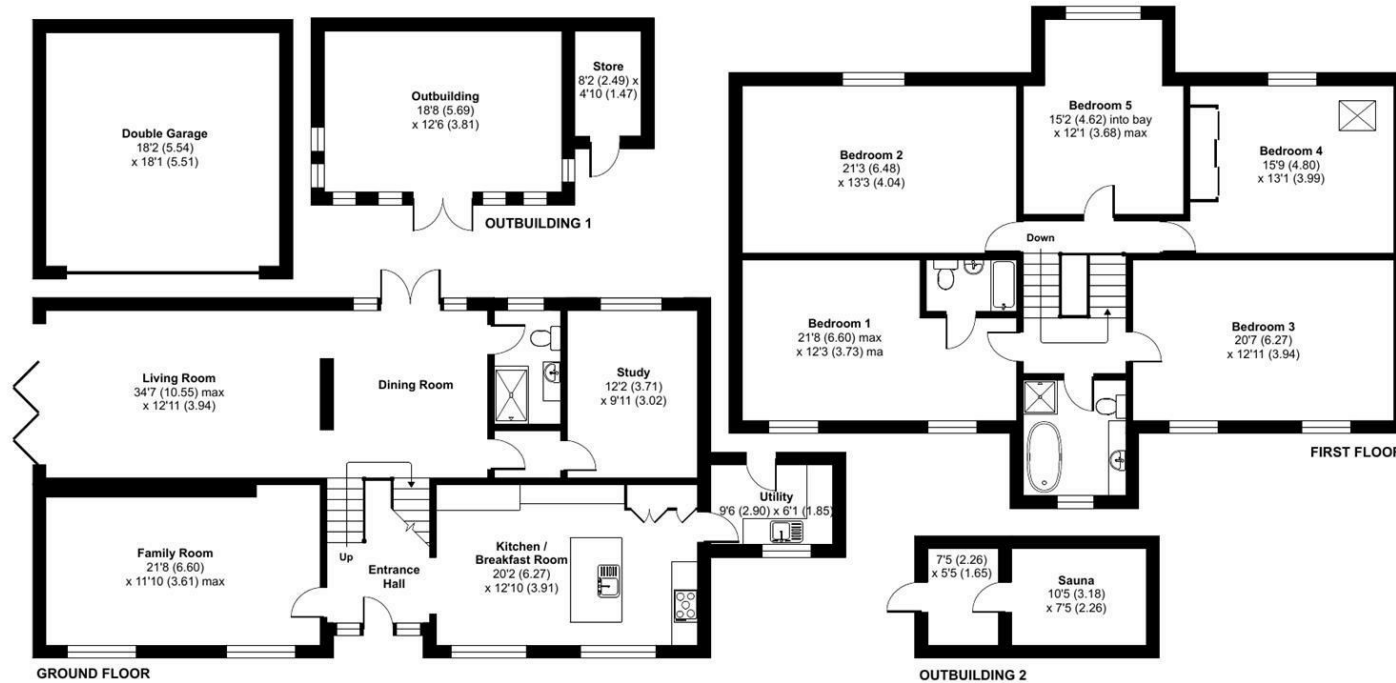 Double Garage
18'2 (5.54)
x 18'1 (5.51)
Outbuilding
18'8 (5.69)
x 12'6 (3.81)
Store
8'2 (2.49) x
4'10 (1.47)
OUTBUILDING 1
Living Room
34'7 (10.55) max
x 12'11 (3.94)
Dining Room
Study
12'2 (3.71)
x 9'11 (3.02)
Family Room
21'8 (6.60)
x 11'10 (3.61) max
Up
Entrance
Hall
Kitchen /
Breakfast Room
20'2 (6.27)
x 12'10 (3.91)
Utility
9'6 (2.90) x 6'1 (1.85)
GROUND FLOOR
Bedroom 2
21'3 (6.48)
x 13'3 (4.04)
Bedroom 5
15'2 (4.62) into bay
x 12'1 (3.68) max
Bedroom 4
15'9 (4.80)
x 13'1 (3.99)
Down
Bedroom 1
21'8 (6.60) max
x 12'3 (3.73) ma
Bedroom 3
20'7 (6.27)
x 12'11 (3.94)
FIRST FLOOR
7'5 (2.26)
x 5'5 (1.65)
Sauna
10'5 (3.18)
x 7'5 (2.26)
OUTBUILDING 2